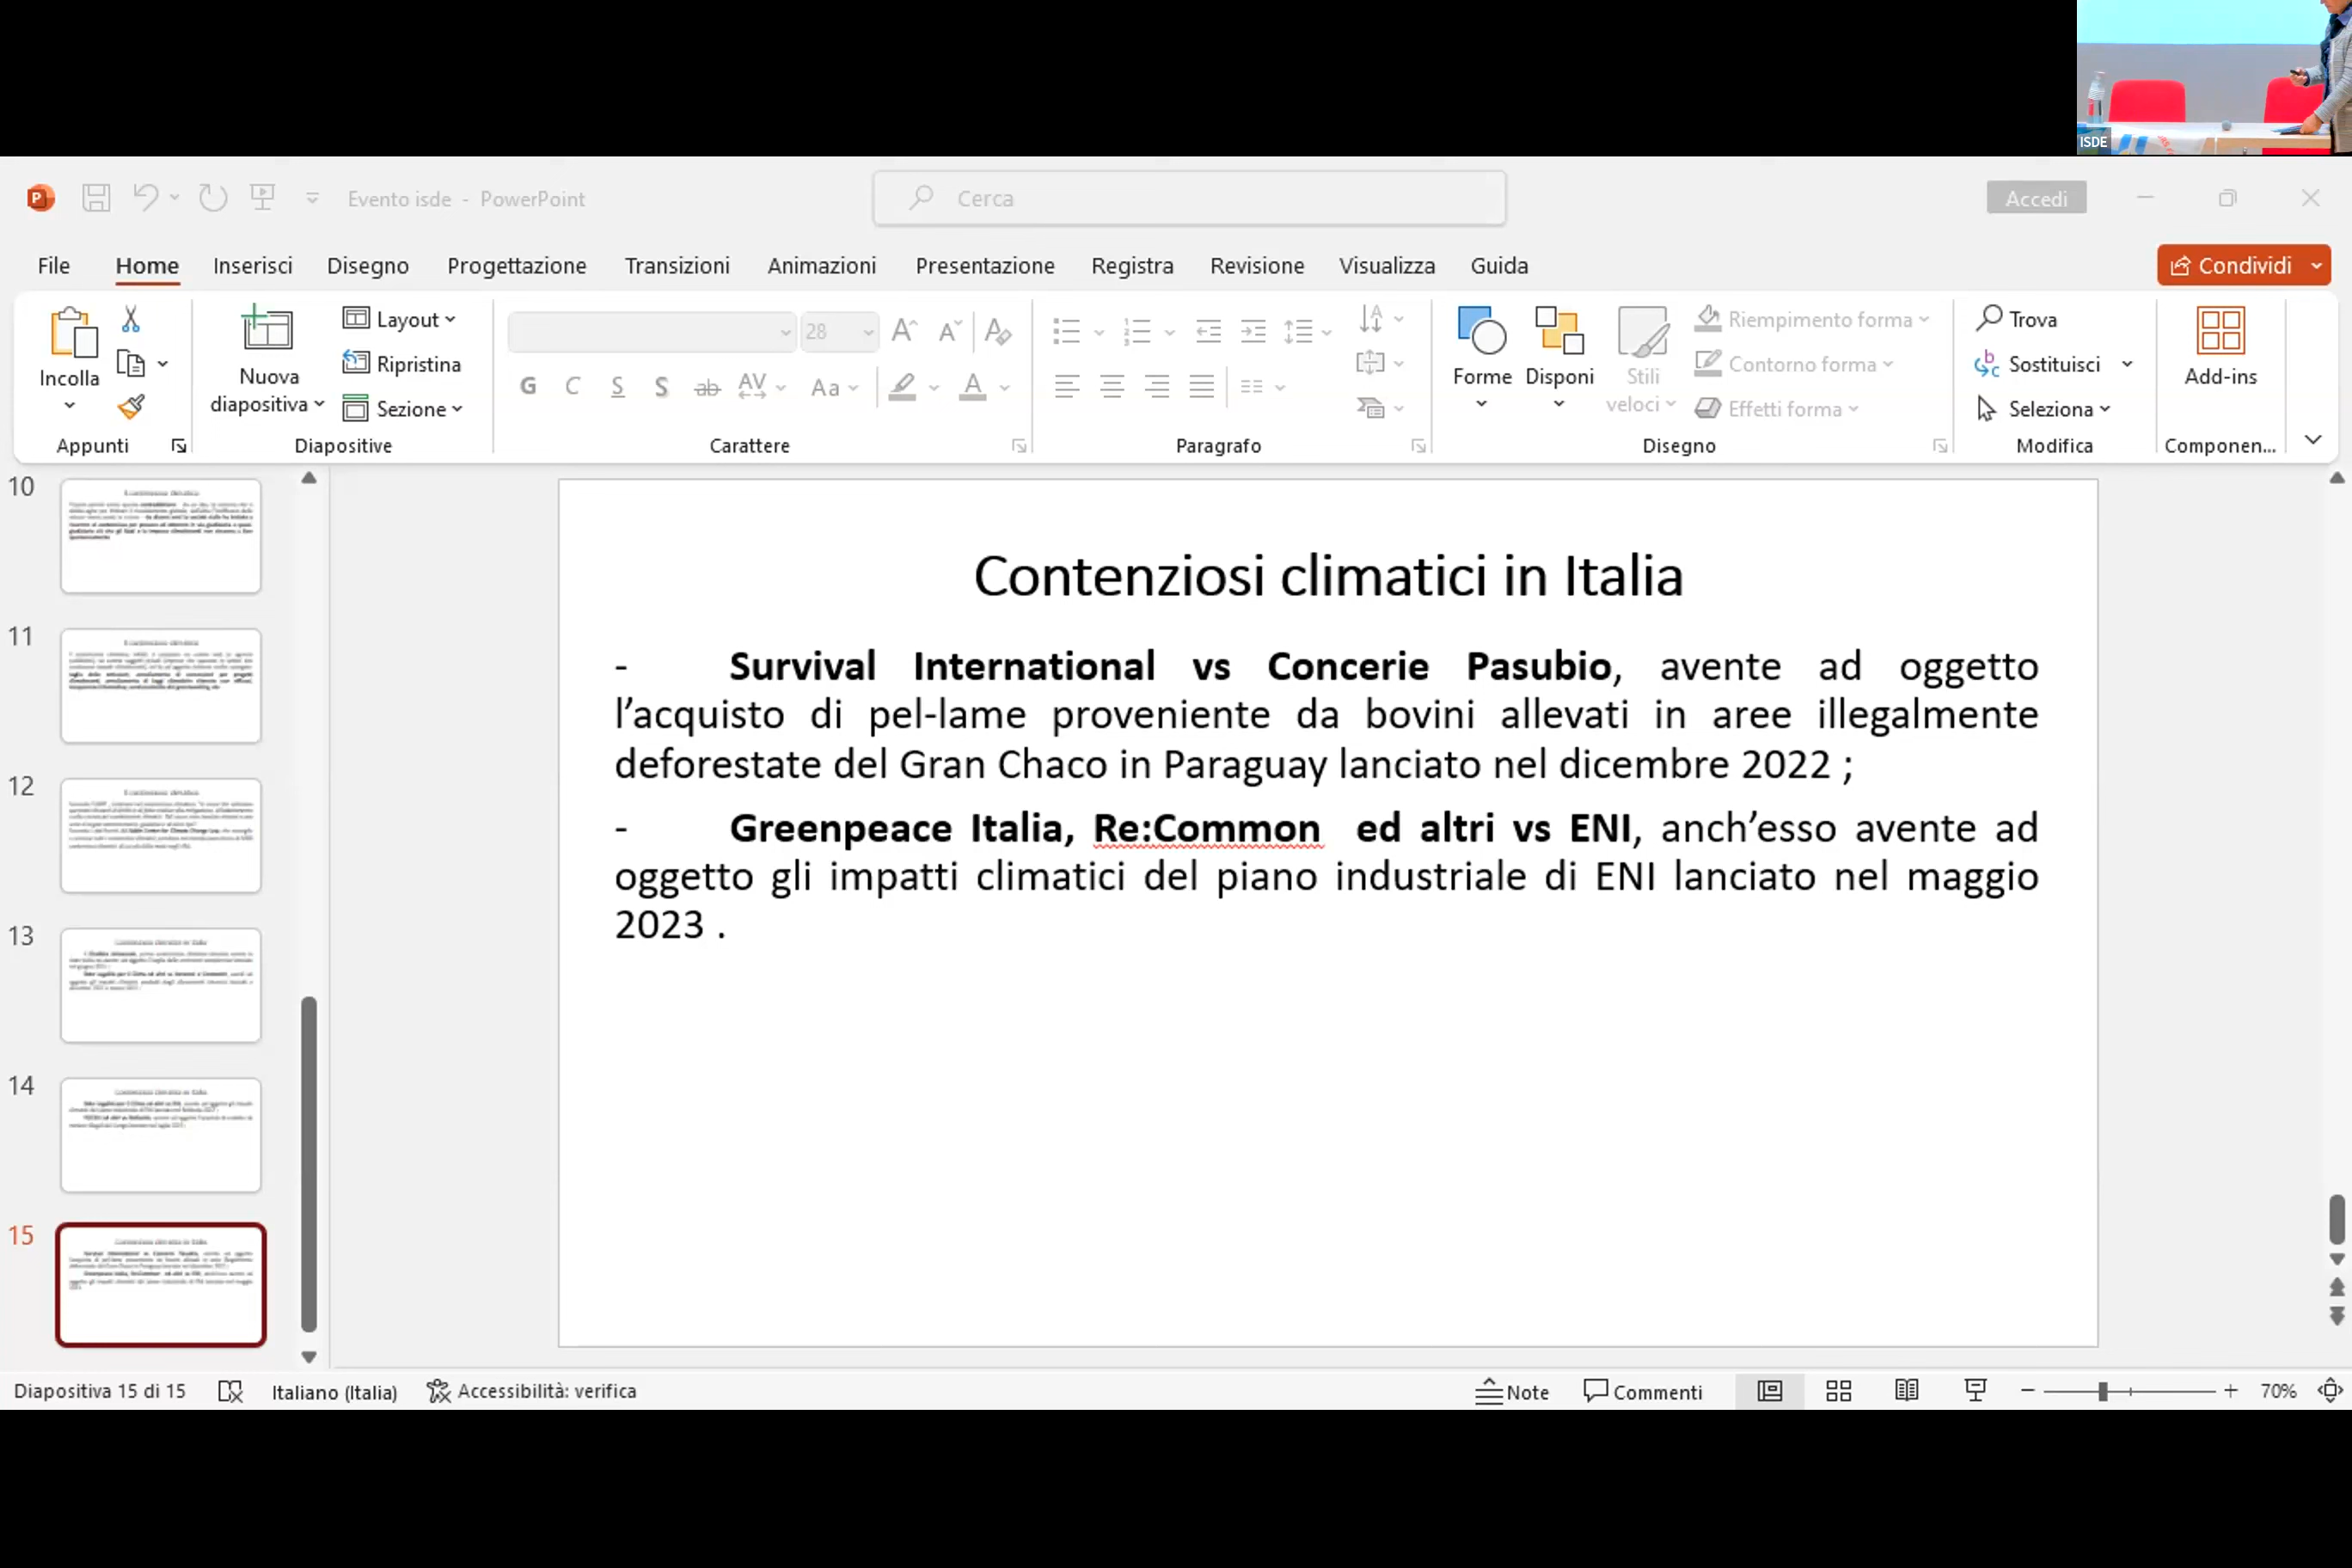 ISDE
Evento isde - PowerPoint
Cerca
Accedi
File Home Inserisci Disegno Progettazione Transizioni Animazioni Presentazione Registra Revisione Visualizza Guida
Condividi
Incolla
Nuova diapositiva
Layout
Ripristina
Sezione
28
G C S S ab AV Aa A
Forme
Disponi
Stili veloci
Riempimento forma
Contorno forma
Effetti forma
Trova
Sostituisci
Seleziona
Add-ins
Appunti
Diapositive
Carattere
Paragrafo
Disegno
Modifica
Componen...
10
11
12
13
14
15
Contenziosi climatici in Italia
- Survival International vs Concerie Pasubio, avente ad oggetto
l’acquisto di pel-lame proveniente da bovini allevati in aree illegalmente
deforestate del Gran Chaco in Paraguay lanciato nel dicembre 2022 ;
- Greenpeace Italia, Re:Common ed altri vs ENI, anch’esso avente ad
oggetto gli impatti climatici del piano industriale di ENI lanciato nel maggio
2023 .
Diapositiva 15 di 15
Italiano (Italia)
Accessibilità: verifica
Note
Commenti
70%